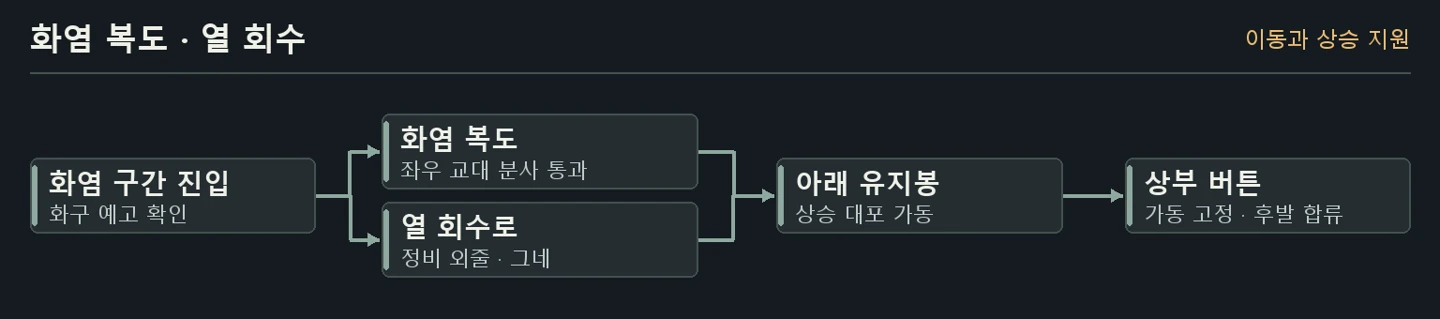 화염 복도 · 열 회수
이동과 상승 지원
화염 구간 진입
화구 예고 확인
화염 복도
좌우 교대 분사 통과
열 회수로
정비 외줄 · 그네
아래 유지봉
상승 대포 가동
상부 버튼
가동 고정 · 후발 합류